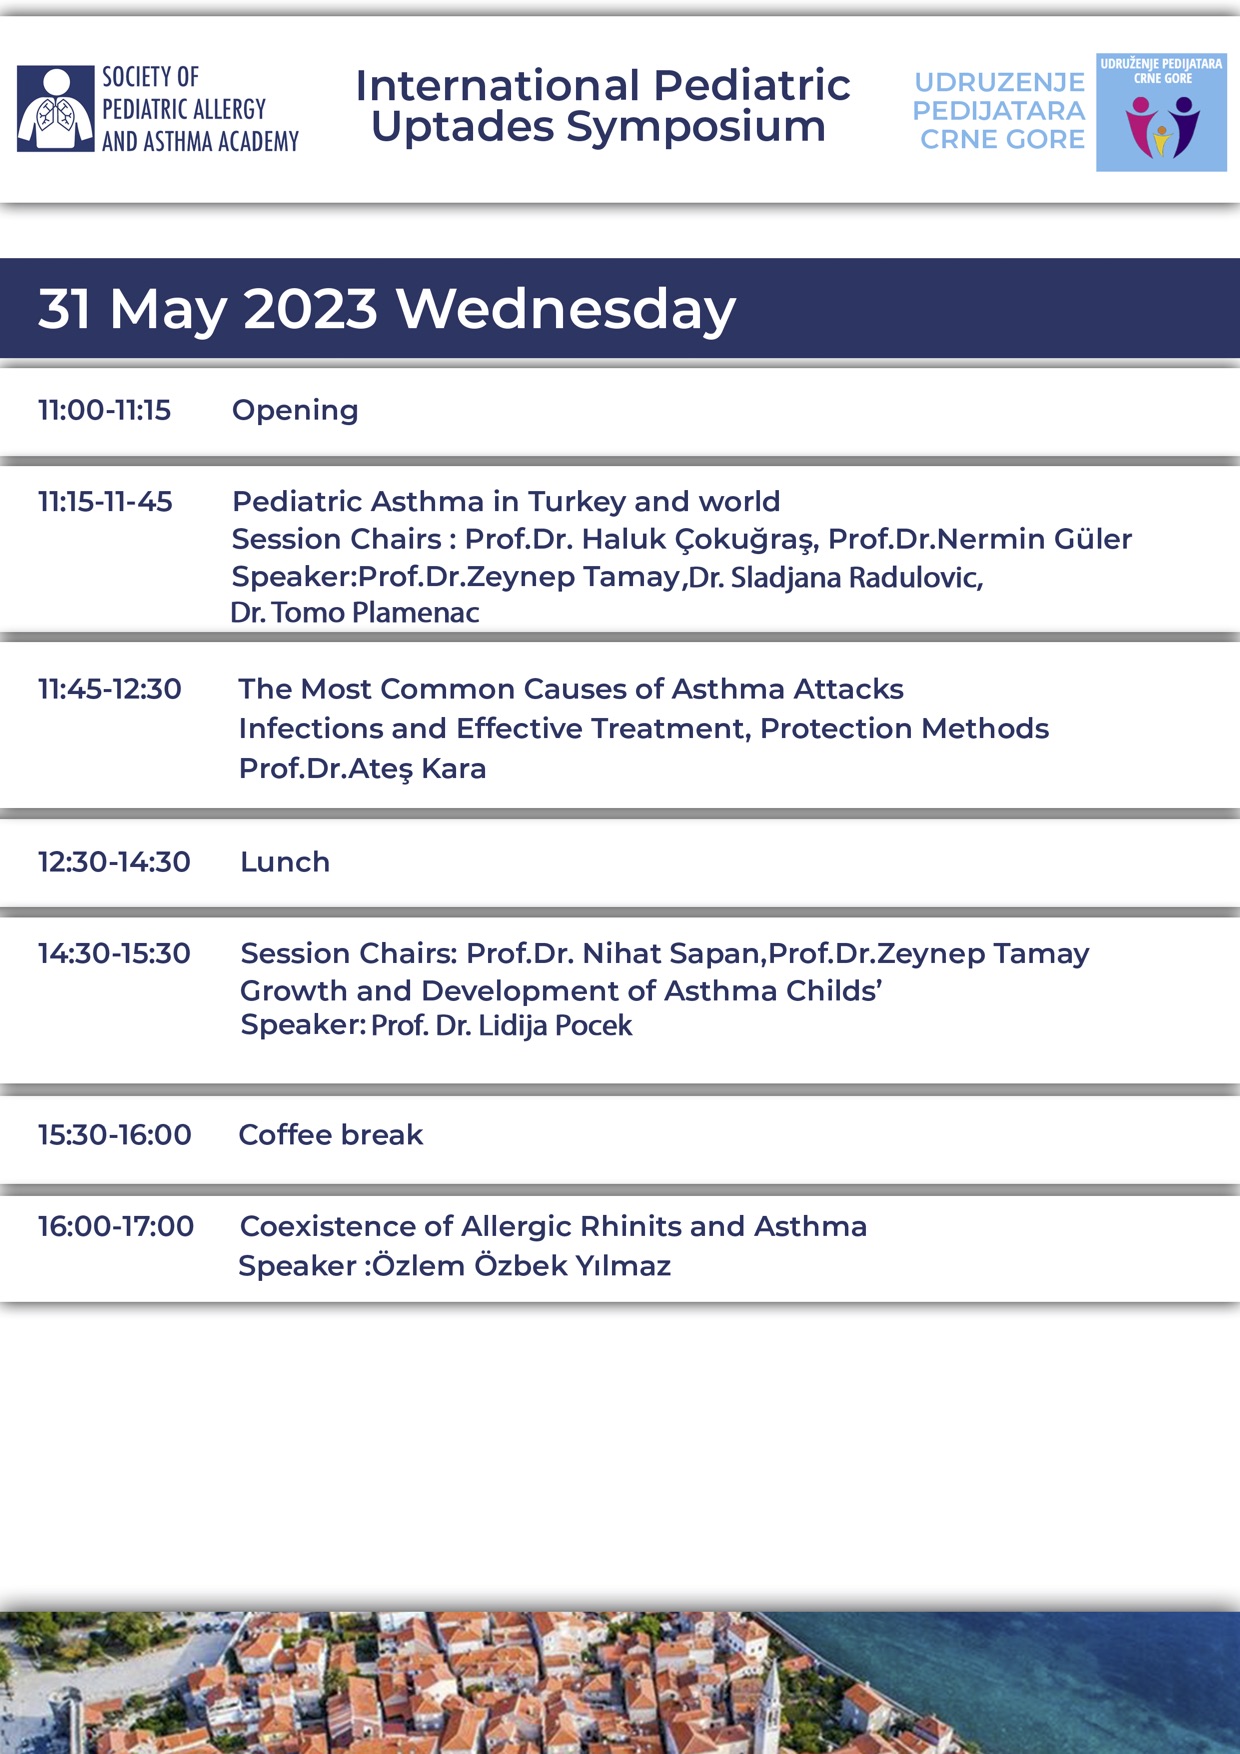 SOCIETY OF
PEDIATRIC ALLERGY
AND ASTHMA ACADEMY
International Pediatric
Uptades Symposium
UDRUZENJE
PEDIJATARA
CRNE GORE
UDRUŽENJE PEDIJATARA
CRNE GORE
31 May 2023 Wednesday
11:00-11:15 Opening
11:15-11-45 Pediatric Asthma in Turkey and world
Session Chairs : Prof.Dr. Haluk Çokuğraş, Prof.Dr.Nermin Güler
Speaker:Prof.Dr.Zeynep Tamay,Dr. Sladjana Radulovic,
Dr. Tomo Plamenac
11:45-12:30 The Most Common Causes of Asthma Attacks
Infections and Effective Treatment, Protection Methods
Prof.Dr.Ateş Kara
12:30-14:30 Lunch
14:30-15:30 Session Chairs: Prof.Dr. Nihat Sapan,Prof.Dr.Zeynep Tamay
Growth and Development of Asthma Childs’
Speaker: Prof. Dr. Lidija Pocek
15:30-16:00 Coffee break
16:00-17:00 Coexistence of Allergic Rhinits and Asthma
Speaker :Özlem Özbek Yılmaz